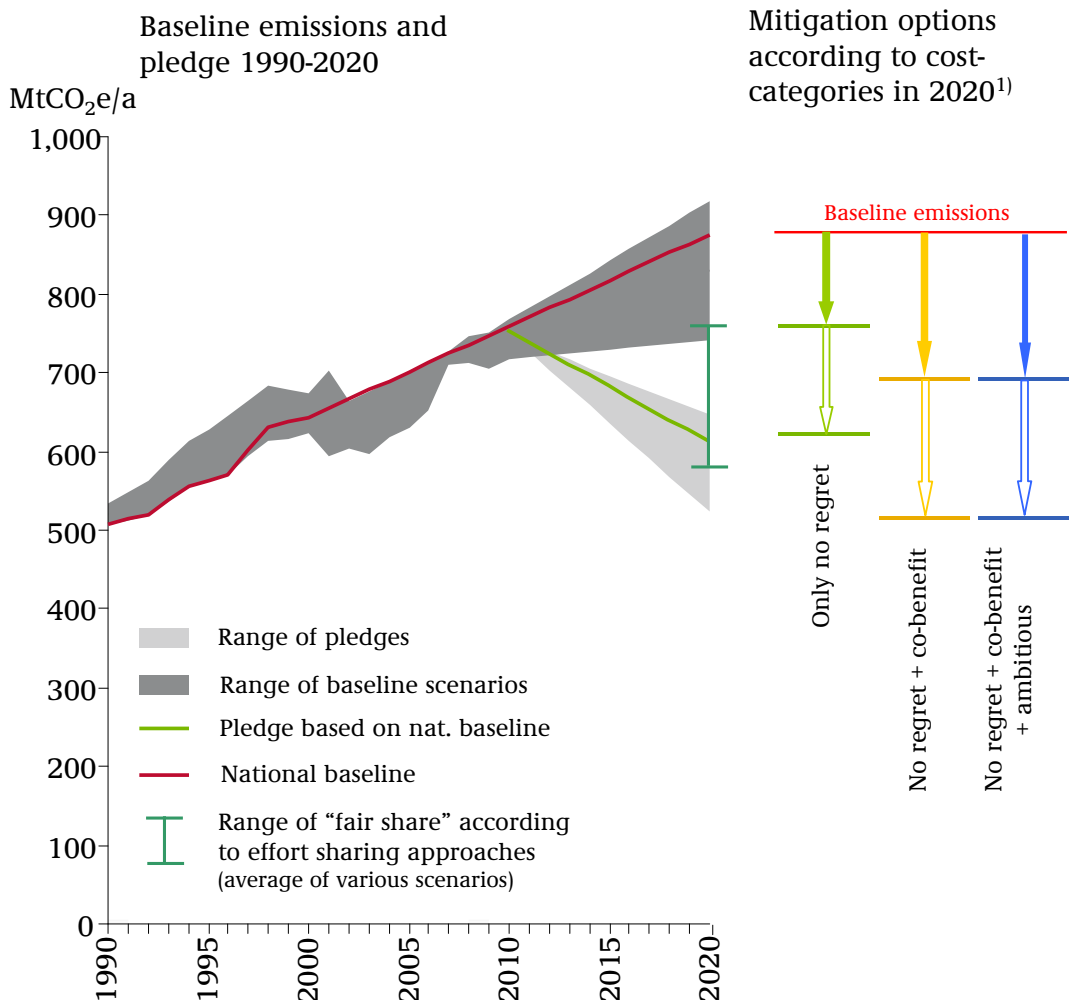 Baseline emissions and
pledge 1990-2020
MtCO₂e/a
1,000
900
800
700
600
500
400
300
200
100
0
1990
1995
2000
2005
2010
2015
2020
Range of pledges
Range of baseline scenarios
Pledge based on nat. baseline
National baseline
Range of “fair share” according
to effort sharing approaches
(average of various scenarios)
Mitigation options
according to cost-
categories in 2020¹⁾
Baseline emissions
Only no regret
No regret + co-benefit
No regret + co-benefit
+ ambitious